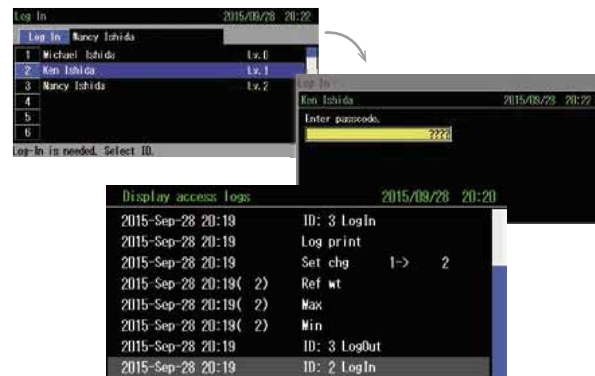 Log In 2015/09/28 20:22
Log In Nancy Ishida
1 Michael Ishida Lv.0
2 Ken Ishida Lv.1
3 Nancy Ishida Lv.2
4
5
6
Log-In is needed. Select ID.
Log In
Ken Ishida 2015/09/28 20:22
Enter passcode.
????
Display access logs 2015/09/28 20:20
2015-Sep-28 20:19 ID: 3 LogIn
2015-Sep-28 20:19 Log print
2015-Sep-28 20:19 Set chg 1-> 2
2015-Sep-28 20:19( 2) Ref wt
2015-Sep-28 20:19( 2) Max
2015-Sep-28 20:19( 2) Min
2015-Sep-28 20:19 ID: 3 LogOut
2015-Sep-28 20:19 ID: 2 LogIn